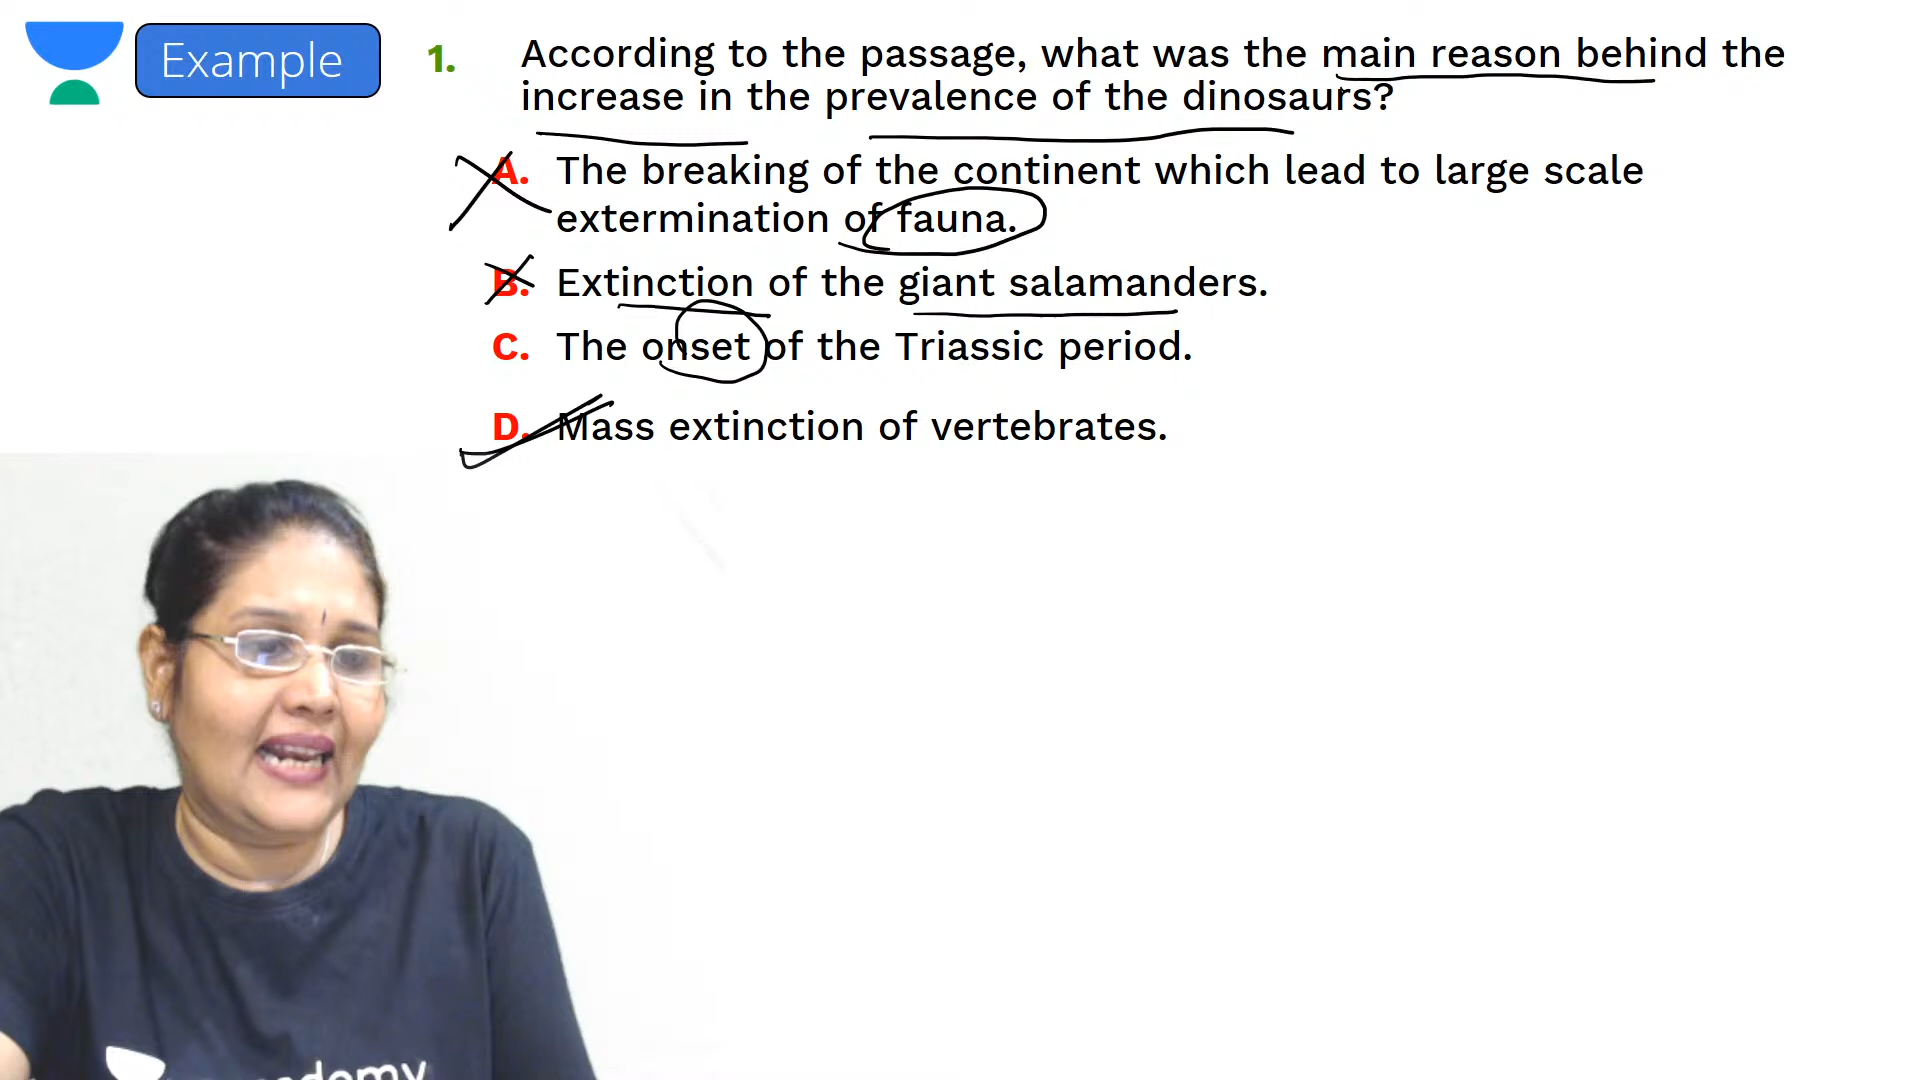 Example
1. According to the passage, what was the main reason behind the
increase in the prevalence of the dinosaurs?
A. The breaking of the continent which lead to large scale
extermination of fauna.
B. Extinction of the giant salamanders.
C. The onset of the Triassic period.
D. Mass extinction of vertebrates.